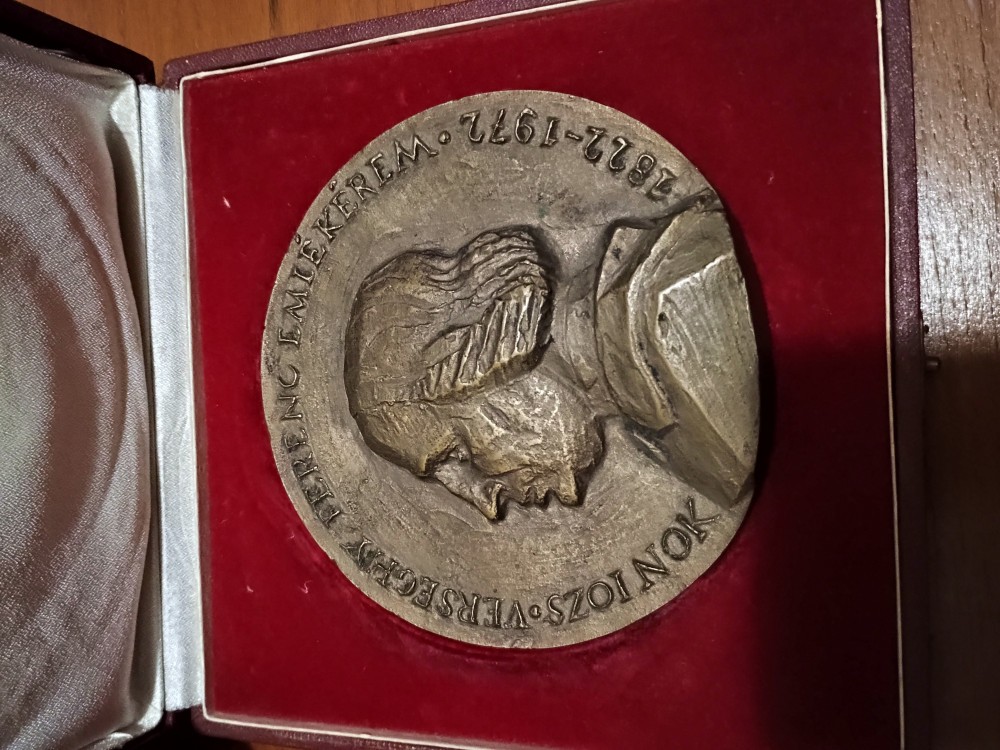 VERSEGHY FERENC EMLÉKÉREM
SZOLNOK
1822-1972